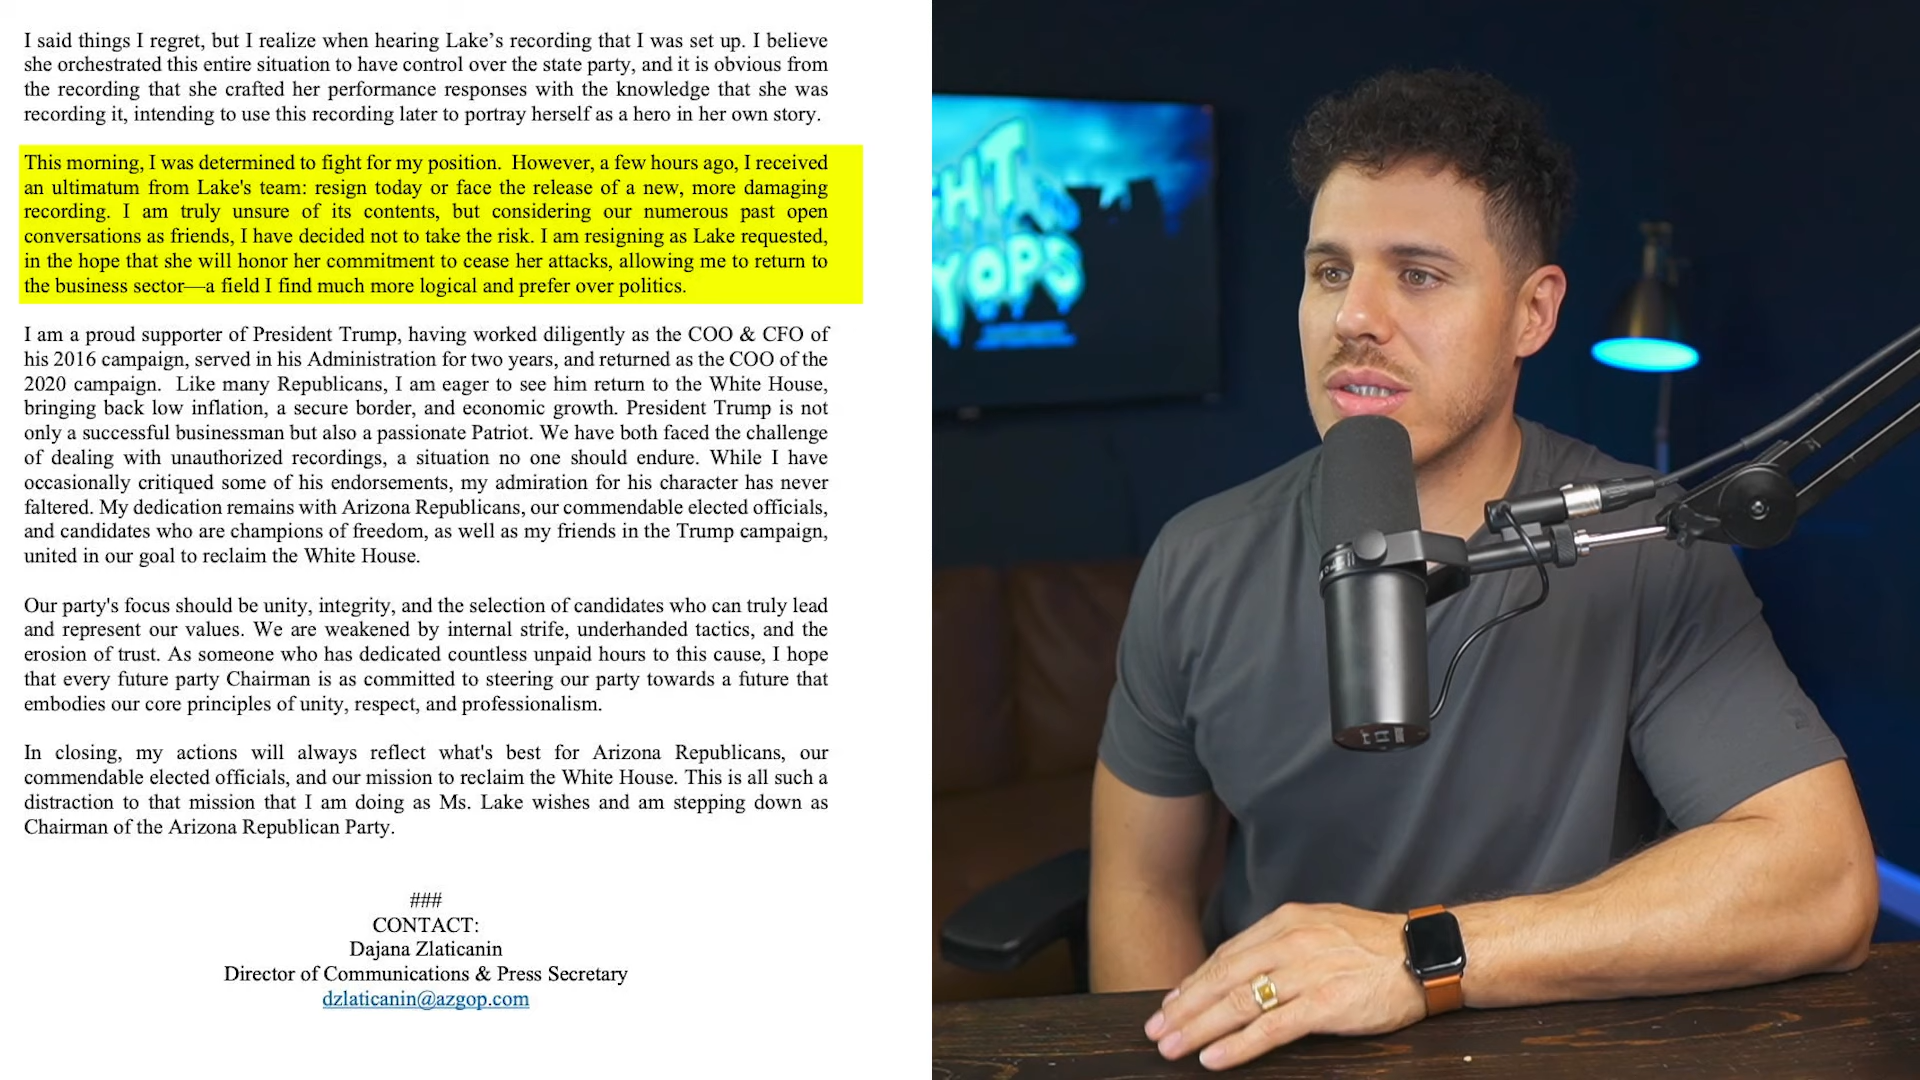 I said things I regret, but I realize when hearing Lake’s recording that I was set up. I believe
she orchestrated this entire situation to have control over the state party, and it is obvious from
the recording that she crafted her performance responses with the knowledge that she was
recording it, intending to use this recording later to portray herself as a hero in her own story.
This morning, I was determined to fight for my position.  However, a few hours ago, I received
an ultimatum from Lake's team: resign today or face the release of a new, more damaging
recording. I am truly unsure of its contents, but considering our numerous past open
conversations as friends, I have decided not to take the risk. I am resigning as Lake requested,
in the hope that she will honor her commitment to cease her attacks, allowing me to return to
the business sector—a field I find much more logical and prefer over politics.
I am a proud supporter of President Trump, having worked diligently as the COO & CFO of
his 2016 campaign, served in his Administration for two years, and returned as the COO of the
2020 campaign.  Like many Republicans, I am eager to see him return to the White House,
bringing back low inflation, a secure border, and economic growth. President Trump is not
only a successful businessman but also a passionate Patriot. We have both faced the challenge
of dealing with unauthorized recordings, a situation no one should endure. While I have
occasionally critiqued some of his endorsements, my admiration for his character has never
faltered. My dedication remains with Arizona Republicans, our commendable elected officials,
and candidates who are champions of freedom, as well as my friends in the Trump campaign,
united in our goal to reclaim the White House.
Our party's focus should be unity, integrity, and the selection of candidates who can truly lead
and represent our values. We are weakened by internal strife, underhanded tactics, and the
erosion of trust. As someone who has dedicated countless unpaid hours to this cause, I hope
that every future party Chairman is as committed to steering our party towards a future that
embodies our core principles of unity, respect, and professionalism.
In closing, my actions will always reflect what's best for Arizona Republicans, our
commendable elected officials, and our mission to reclaim the White House. This is all such a
distraction to that mission that I am doing as Ms. Lake wishes and am stepping down as
Chairman of the Arizona Republican Party.
###
CONTACT:
Dajana Zlaticanin
Director of Communications & Press Secretary
dzlaticanin@azgop.com